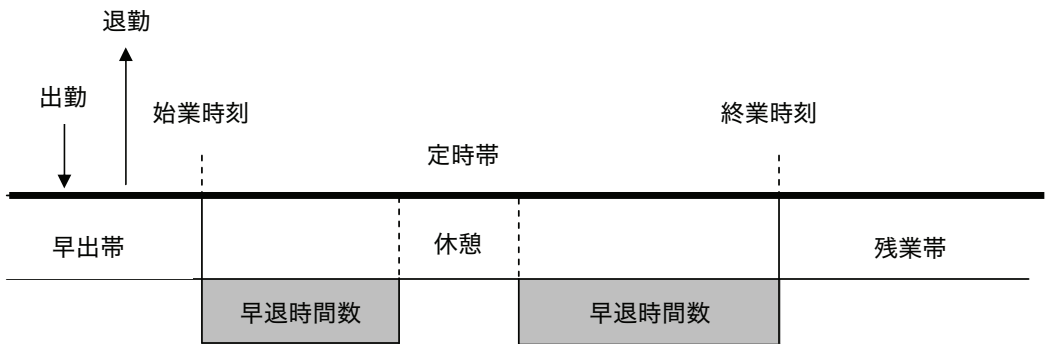 退勤
出勤
始業時刻
終業時刻
定時帯
早出帯
休憩
残業帯
早退時間数
早退時間数